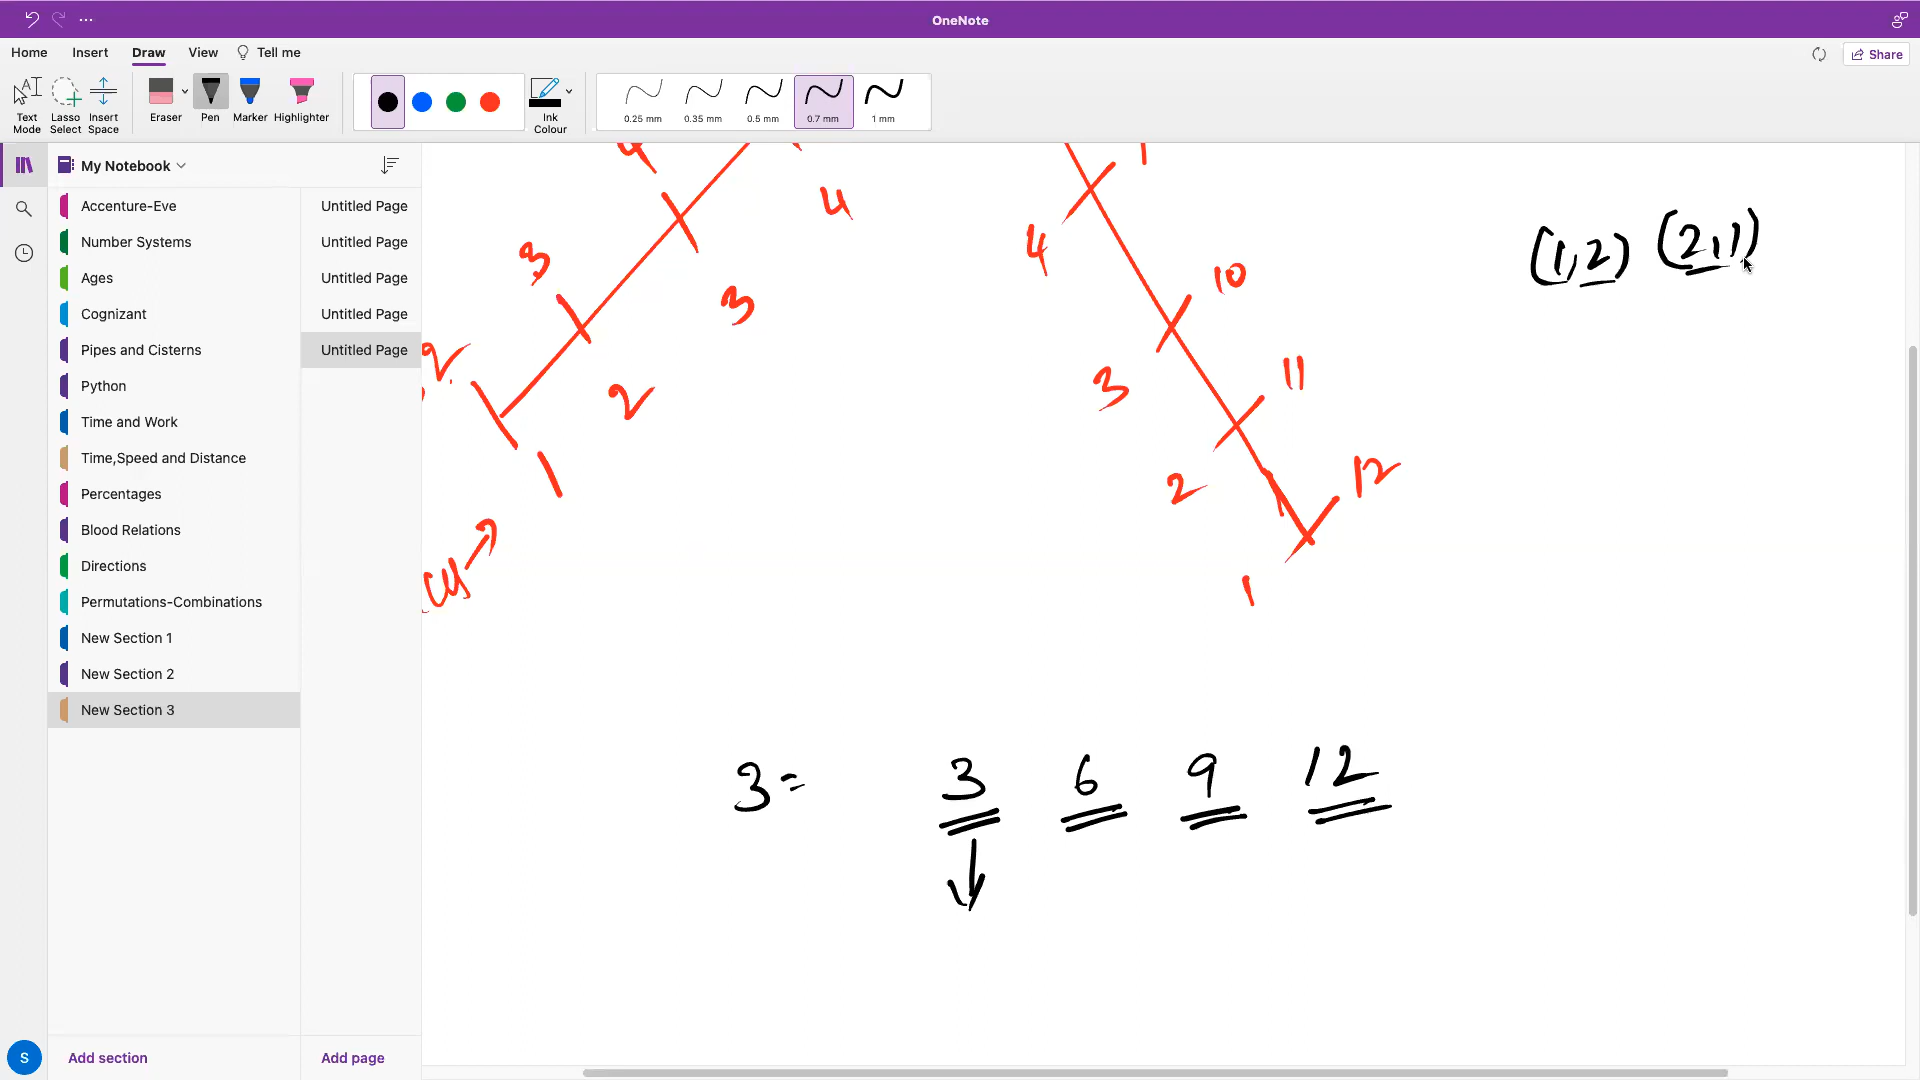 OneNote
Home Insert Draw View Tell me
Share
Text Mode
Lasso Select
Insert Space
Eraser
Pen
Marker
Highlighter
Ink Colour
0.25 mm
0.35 mm
0.5 mm
0.7 mm
1 mm
My Notebook
Accenture-Eve
Number Systems
Ages
Cognizant
Pipes and Cisterns
Python
Time and Work
Time,Speed and Distance
Percentages
Blood Relations
Directions
Permutations-Combinations
New Section 1
New Section 2
New Section 3
Add section
S
Untitled Page
Untitled Page
Untitled Page
Untitled Page
Untitled Page
Add page
4
3
3
2
2
1
4
10
3
11
2
12
1
(1,2) (2,1)
3= 3 6 9 12